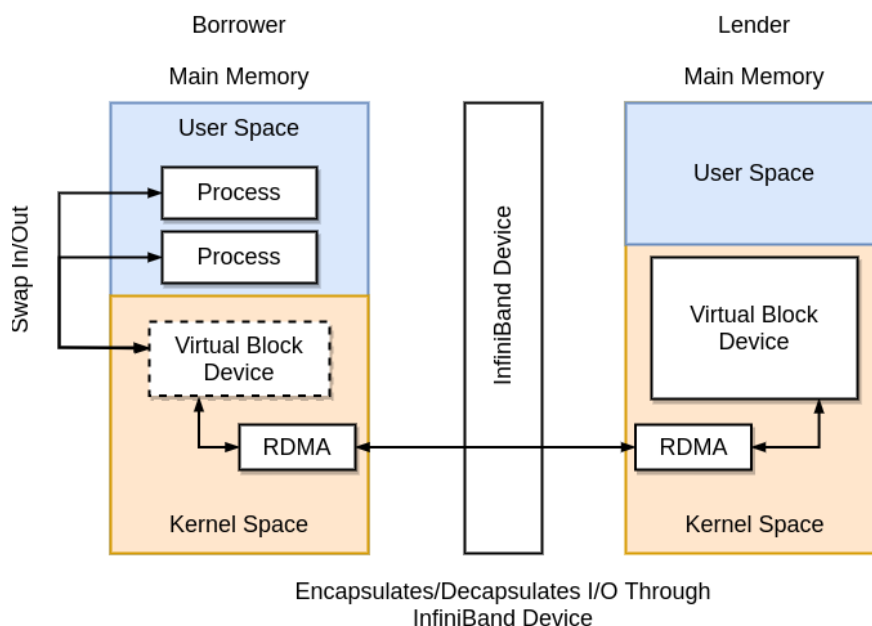 Borrower
Lender
Main Memory
Main Memory
User Space
Process
Process
Swap In/Out
Virtual Block
Device
RDMA
Kernel Space
InfiniBand Device
User Space
Virtual Block
Device
RDMA
Kernel Space
Encapsulates/Decapsulates I/O Through
InfiniBand Device